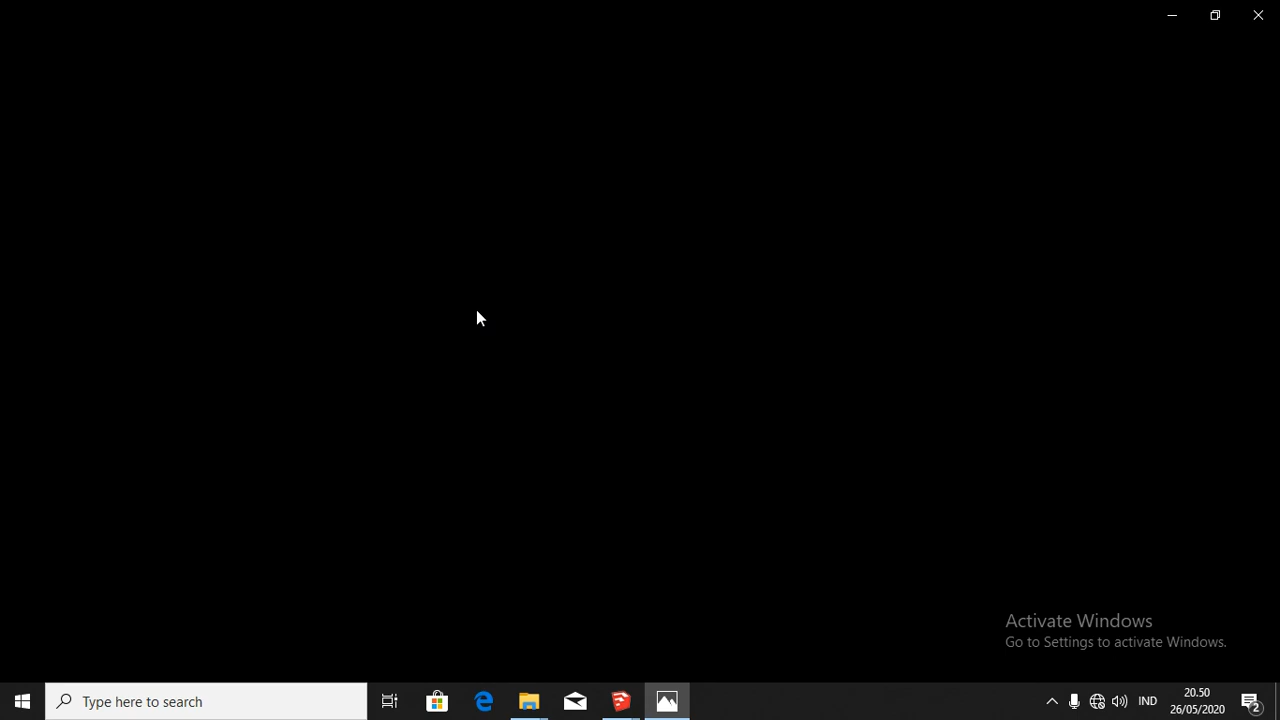 Activate Windows
Go to Settings to activate Windows.
Type here to search
IND
20.50
26/05/2020
2